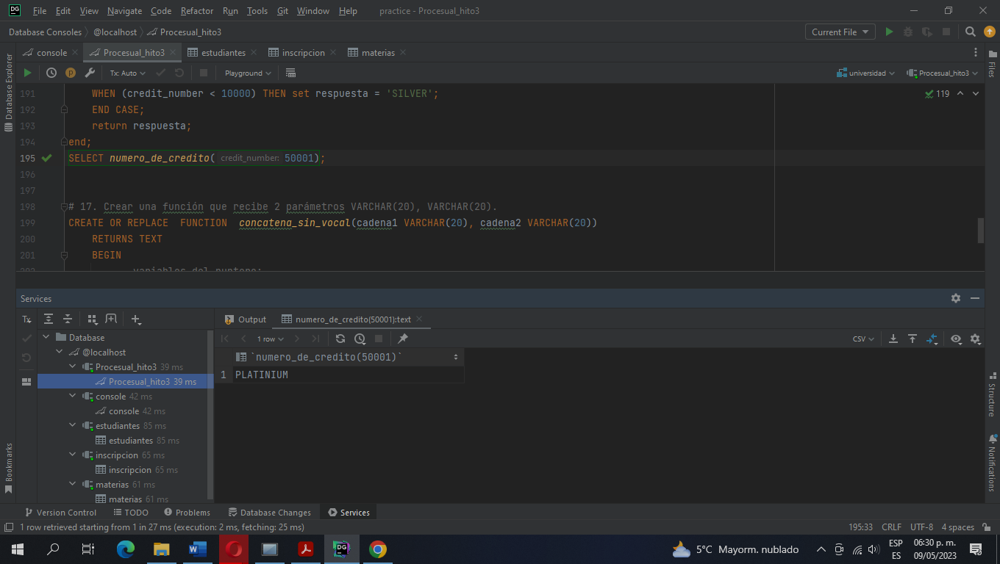 DG File Edit View Navigate Code Refactor Run Tools Git Window Help practice - Procesual_hito3
Database Consoles @localhost Procesual_hito3 Current File
console Procesual_hito3 estudiantes inscripcion materias
Tx: Auto Playground universidad Procesual_hito3
Database Explorer
Files
191 WHEN (credit_number < 10000) THEN set respuesta = 'SILVER'; 119
192 END CASE;
193 return respuesta;
194 end;
195 SELECT numero_de_credito( credit_number: 50001);
196
197
198 # 17. Crear una función que recibe 2 parámetros VARCHAR(20), VARCHAR(20).
199 CREATE OR REPLACE  FUNCTION  concatena_sin_vocal(cadena1 VARCHAR(20), cadena2 VARCHAR(20))
200 RETURNS TEXT
201 BEGIN
Services
Tx Output numero_de_credito(50001):text
1 row CSV
Database
@localhost
Procesual_hito3 39 ms
Procesual_hito3 39 ms
console 42 ms
console 42 ms
estudiantes 85 ms
estudiantes 85 ms
inscripcion 65 ms
inscripcion 65 ms
materias 61 ms
materias 61 ms
`numero_de_credito(50001)`
1 PLATINIUM
Structure
Bookmarks
Notifications
Version Control TODO Problems Database Changes Services
1 row retrieved starting from 1 in 27 ms (execution: 2 ms, fetching: 25 ms) 195:33 CRLF UTF-8 4 spaces
5°C Mayorm. nublado ESP 06:30 p. m.
ES 09/05/2023